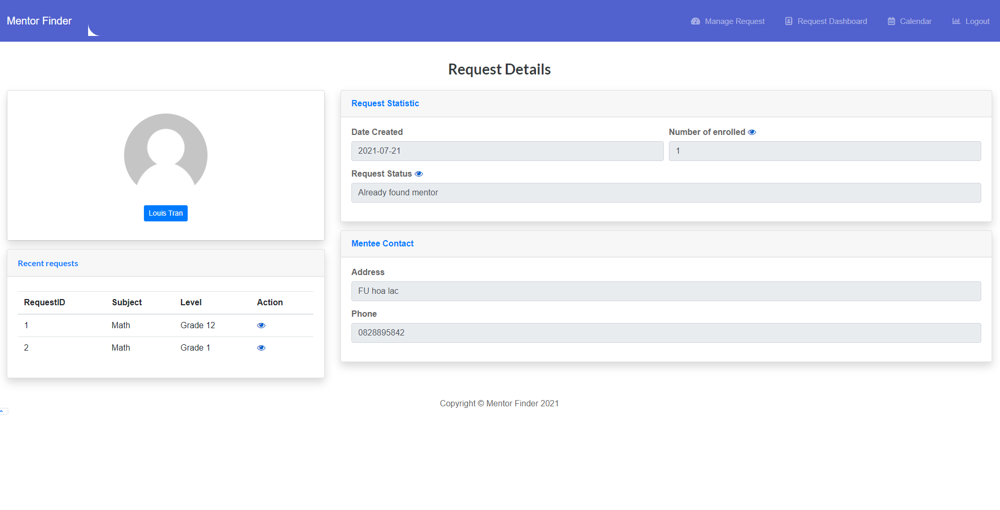 Mentor Finder
Manage Request
Request Dashboard
Calendar
Logout
Request Details
Louis Tran
Recent requests
RequestID Subject Level Action
1 Math Grade 12
2 Math Grade 1
Request Statistic
Date Created
2021-07-21
Number of enrolled
1
Request Status
Already found mentor
Mentee Contact
Address
FU hoa lac
Phone
0828895842
Copyright © Mentor Finder 2021